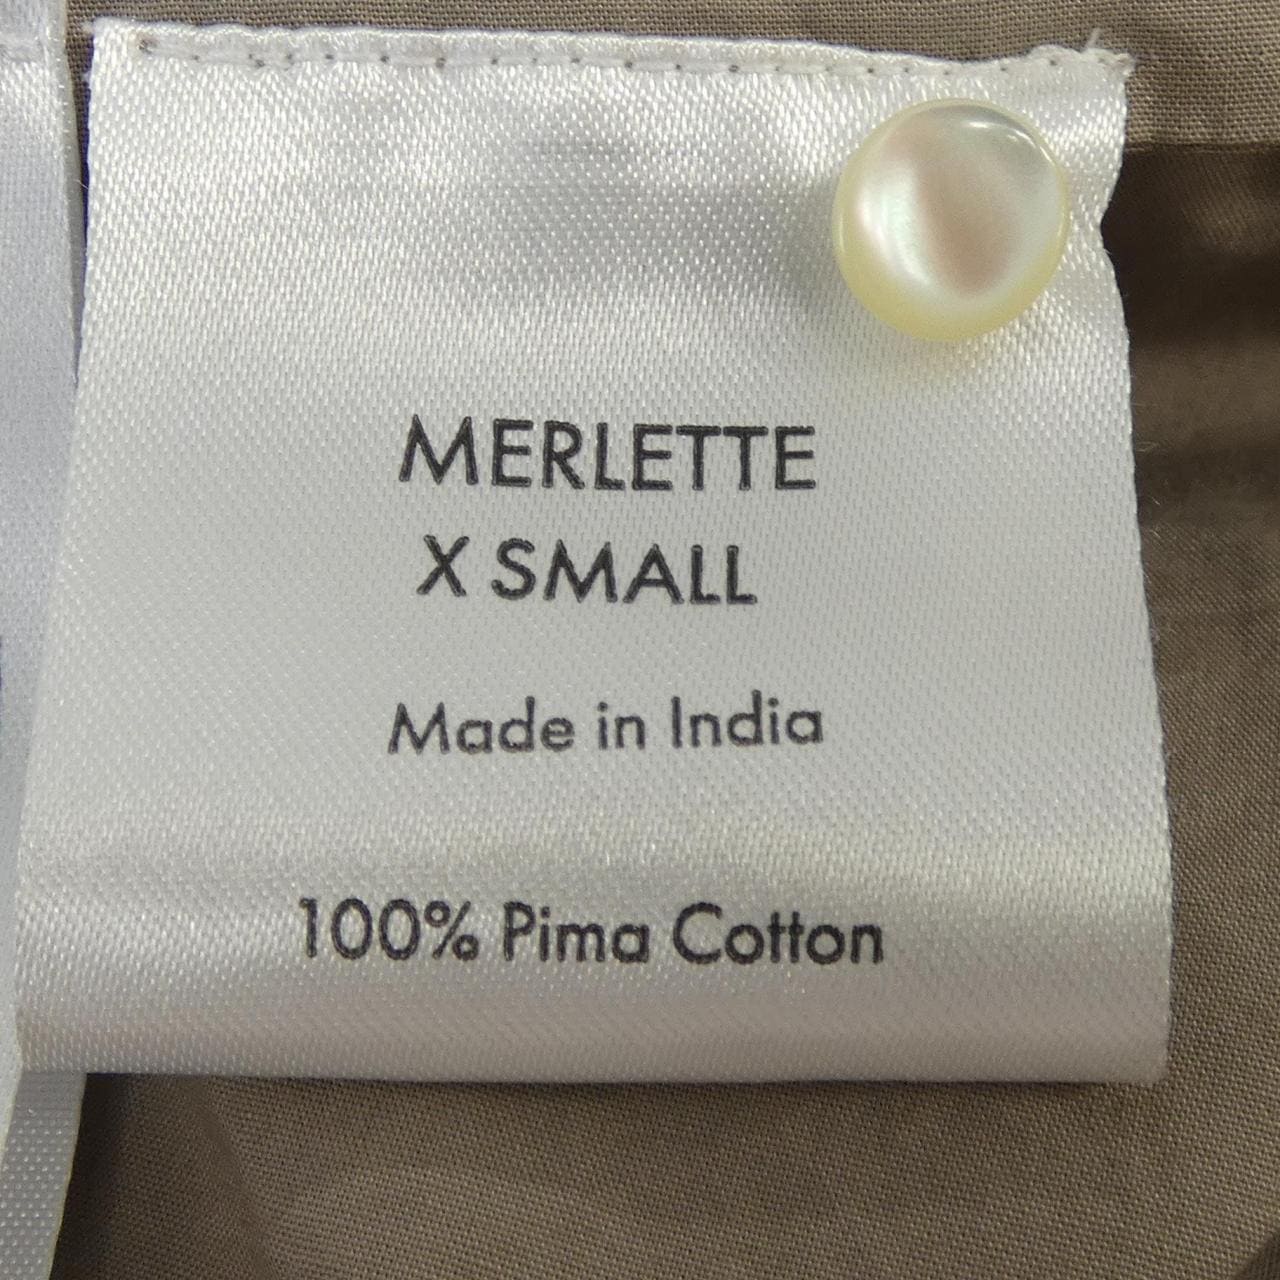 MERLETTE
X SMALL
Made in India
100% Pima Cotton